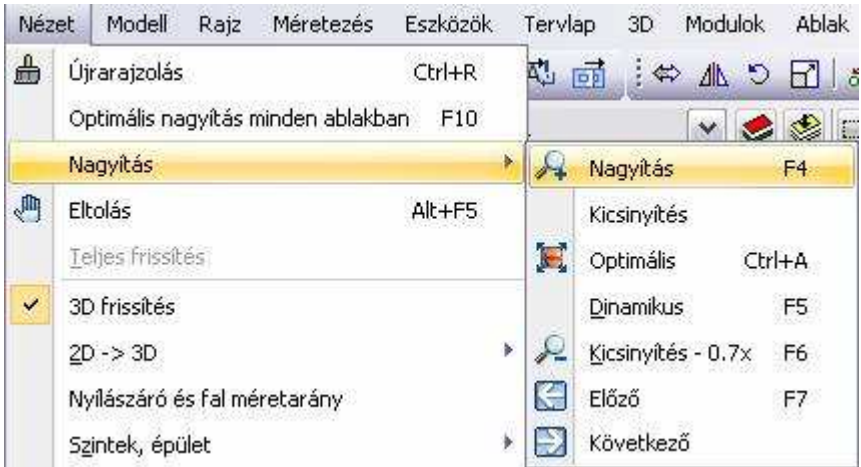 Nézet Modell Rajz Méretezés Eszközök Tervlap 3D Modulok Ablak
Újrarajzolás Ctrl+R
Optimális nagyítás minden ablakban F10
Nagyítás
Eltolás Alt+F5
Teljes frissítés
3D frissítés
2D -> 3D
Nyílászáró és fal méretarány
Szintek, épület
Nagyítás F4
Kicsinyítés
Optimális Ctrl+A
Dinamikus F5
Kicsinyítés - 0.7x F6
Előző F7
Következő